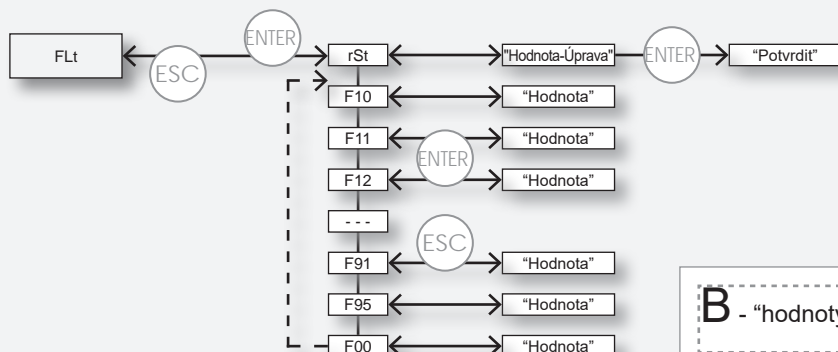 ENTER
FLt
ESC
rSt
"Hodnota-Úprava"
ENTER
“Potvrdit”
F10
“Hodnota”
F11
“Hodnota”
ENTER
F12
“Hodnota”
- - -
ESC
F91
“Hodnota”
F95
“Hodnota”
F00
“Hodnota”
B - “hodnoty